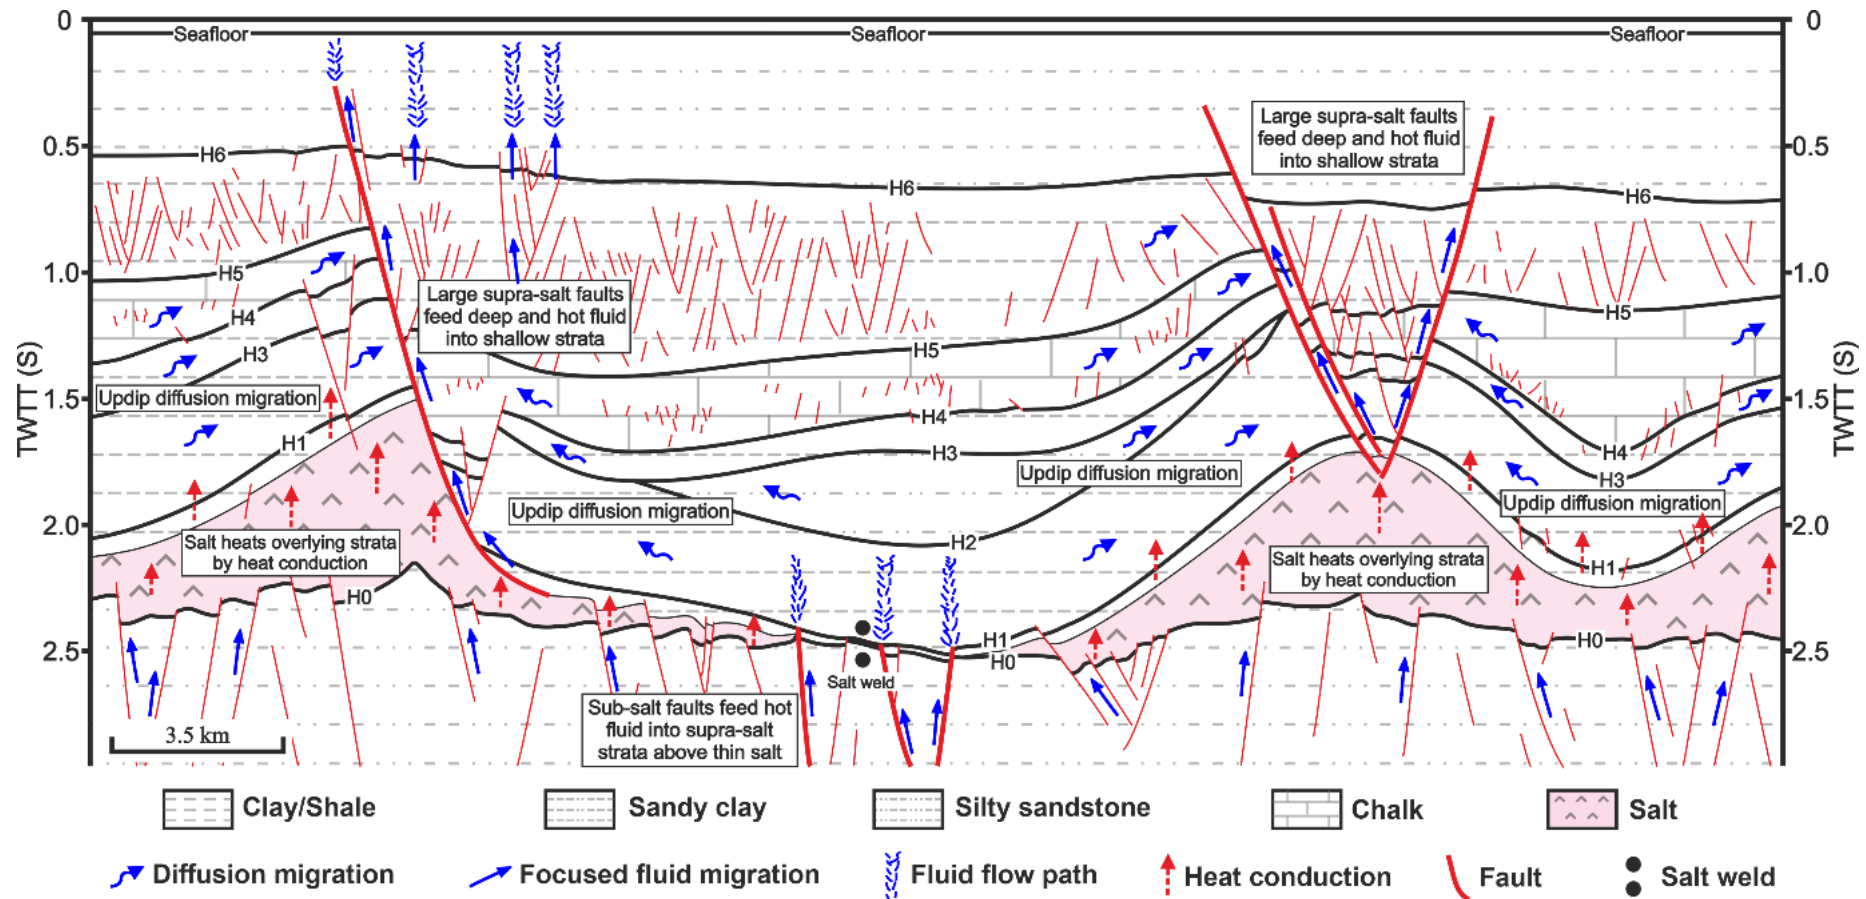 0
0
Seafloor
Seafloor
Seafloor
Large supra-salt faults
feed deep and hot fluid
into shallow strata
0.5
0.5
H6
H6
H6
1.0
1.0
H5
Large supra-salt faults
feed deep and hot fluid
into shallow strata
H4
H5
H3
H5
TWTT (S)
TWTT (S)
Updip diffusion migration
1.5
1.5
H4
H1
H3
H4
Updip diffusion migration
H3
Updip diffusion migration
Updip diffusion migration
2.0
2.0
Salt heats overlying strata
by heat conduction
H2
Salt heats overlying strata
by heat conduction
H1
H0
2.5
2.5
H1
H0
H0
Salt weld
Sub-salt faults feed hot
fluid into supra-salt
strata above thin salt
3.5 km
Clay/Shale
Sandy clay
Silty sandstone
Chalk
Salt
Diffusion migration
Focused fluid migration
Fluid flow path
Heat conduction
Fault
Salt weld